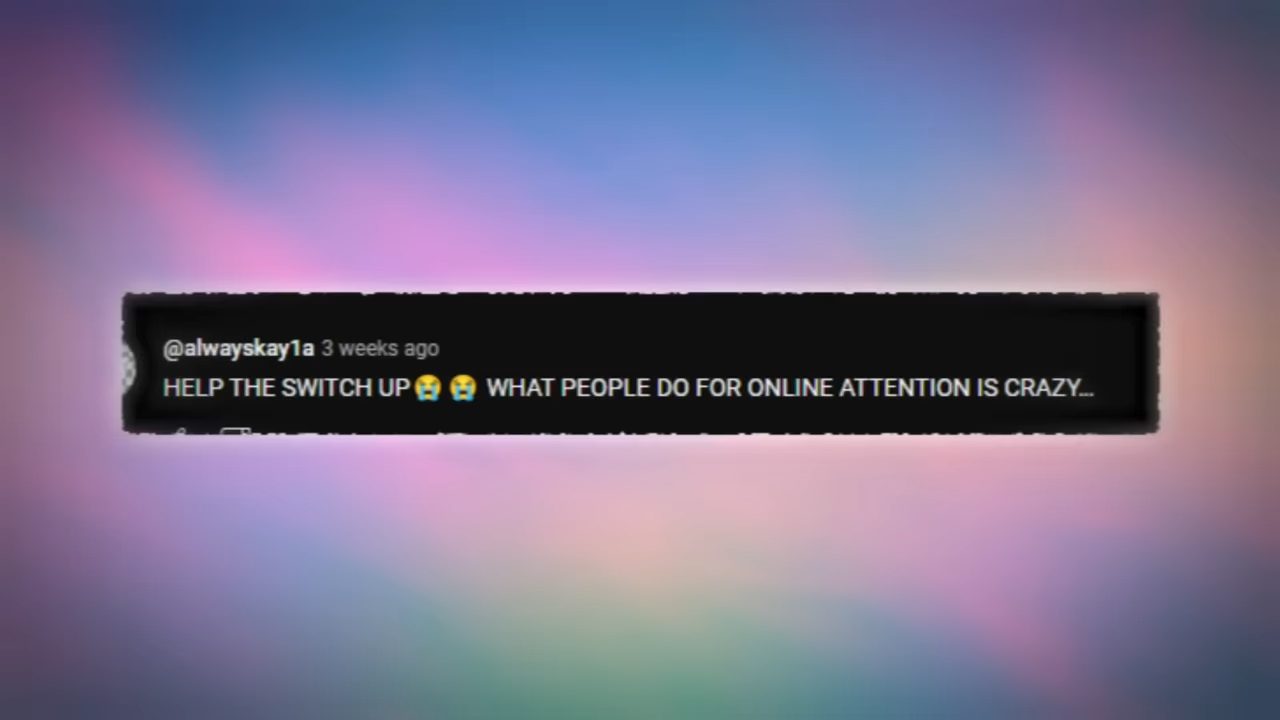 @alwayskay1a 3 weeks ago
HELP THE SWITCH UP😭😭 WHAT PEOPLE DO FOR ONLINE ATTENTION IS CRAZY...